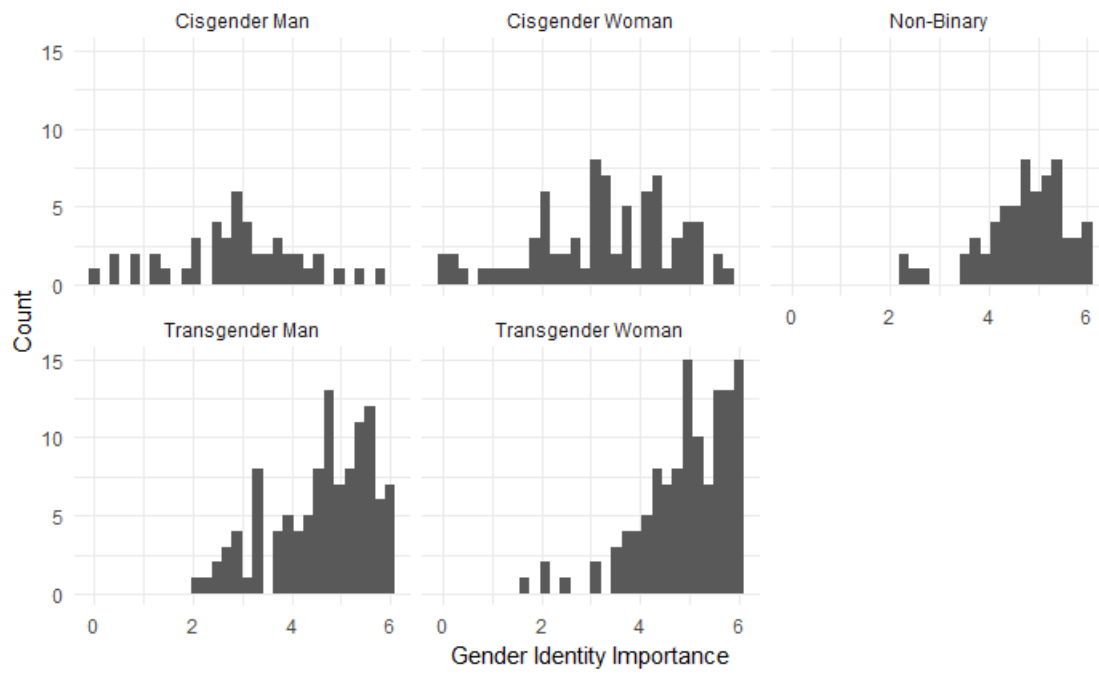 Cisgender Man
Cisgender Woman
Non-Binary
15
10
5
0
0
2
4
6
Transgender Man
Transgender Woman
15
10
5
0
0
2
4
6
0
2
4
6
Count
Gender Identity Importance